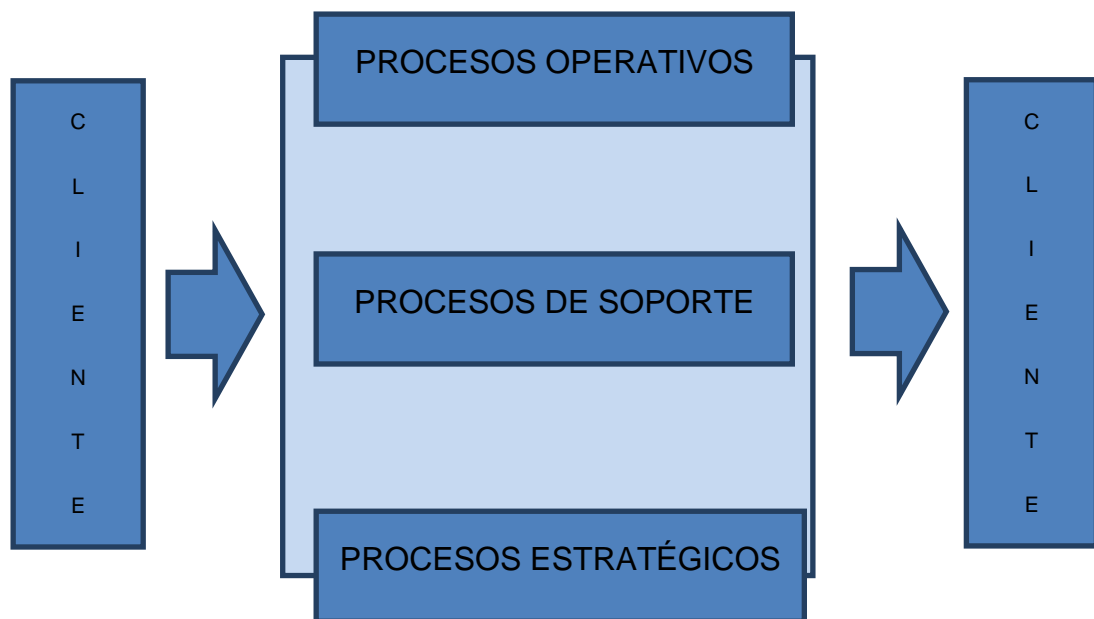 C
L
I
E
N
T
E
PROCESOS OPERATIVOS
PROCESOS DE SOPORTE
PROCESOS ESTRATÉGICOS
C
L
I
E
N
T
E